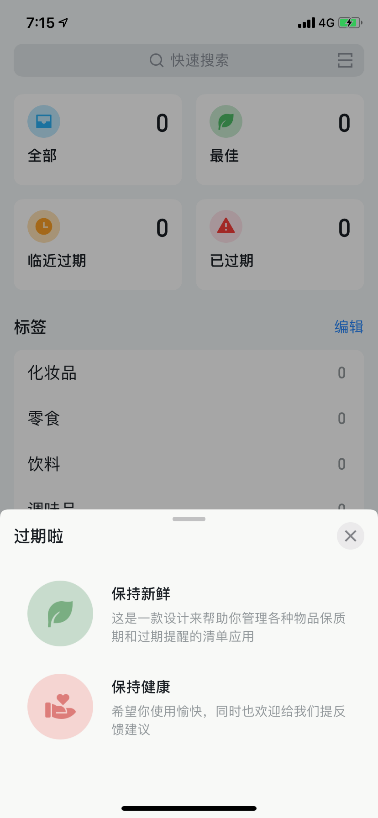 7:15
4G
快速搜索
0
0
全部
最佳
0
0
临近过期
已过期
标签
编辑
化妆品
0
零食
0
饮料
0
过期啦
保持新鲜
这是一款设计来帮助你管理各种物品保质
期和过期提醒的清单应用
保持健康
希望你使用愉快，同时也欢迎给我们提反
馈建议